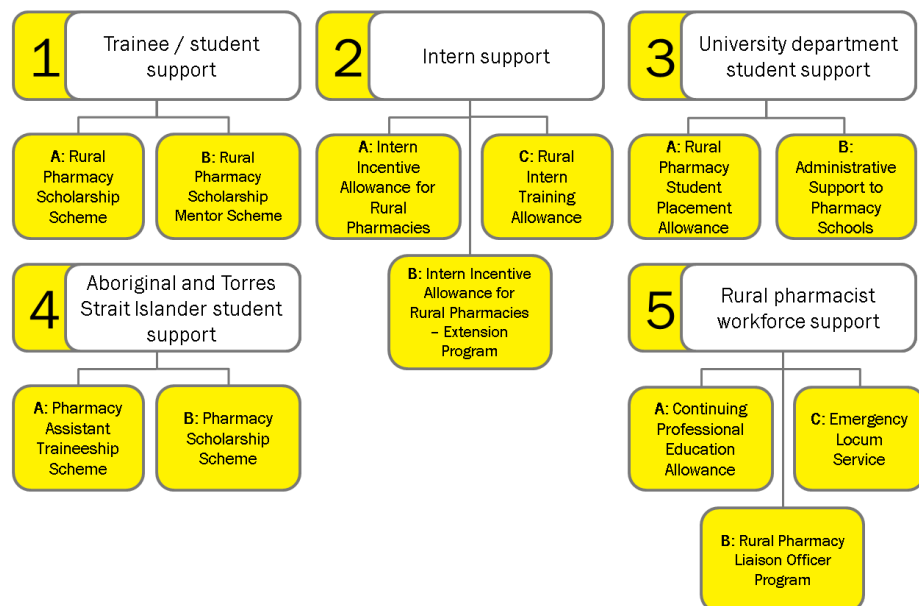 1
Trainee / student
support
A: Rural
Pharmacy
Scholarship
Scheme
B: Rural
Pharmacy
Scholarship
Mentor Scheme
2
Intern support
A: Intern
Incentive
Allowance for
Rural
Pharmacies
C: Rural
Intern
Training
Allowance
B: Intern Incentive
Allowance for
Rural Pharmacies
– Extension
Program
3
University department
student support
A: Rural
Pharmacy
Student
Placement
Allowance
B:
Administrative
Support to
Pharmacy
Schools
4
Aboriginal and Torres
Strait Islander student
support
A: Pharmacy
Assistant
Traineeship
Scheme
B: Pharmacy
Scholarship
Scheme
5
Rural pharmacist
workforce support
A: Continuing
Professional
Education
Allowance
C: Emergency
Locum
Service
B: Rural Pharmacy
Liaison Officer
Program